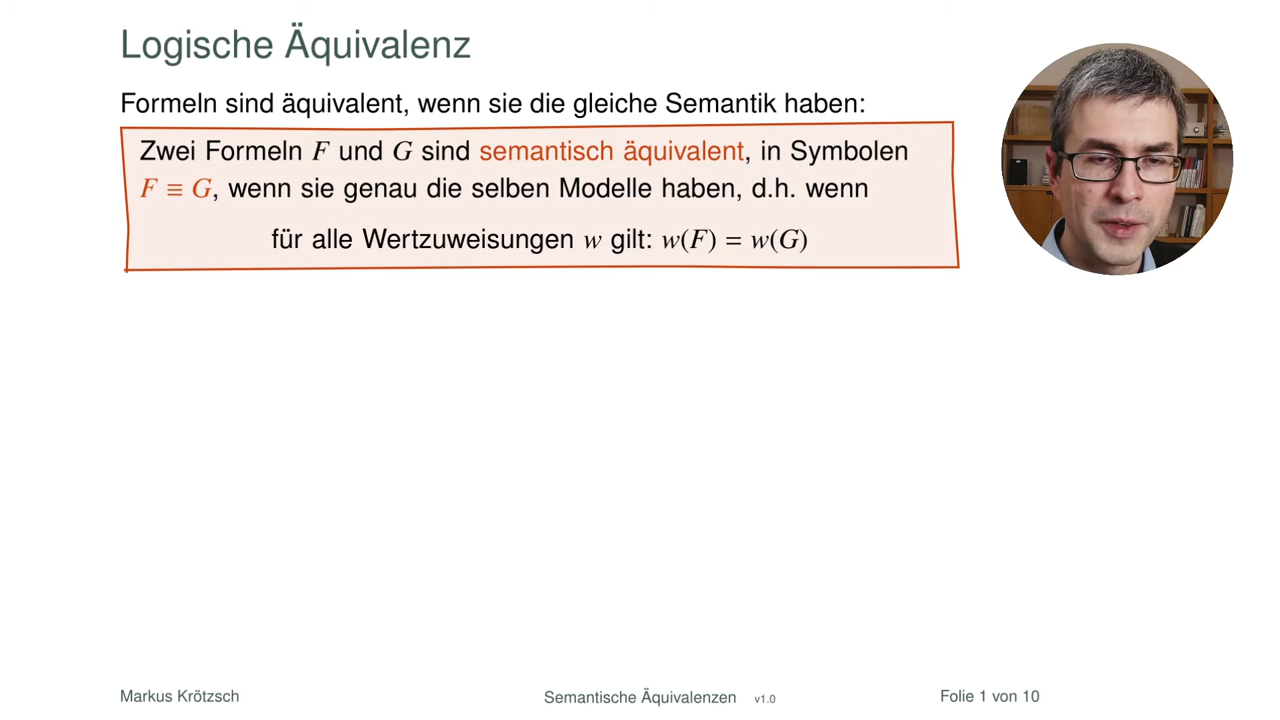 Logische Äquivalenz
Formeln sind äquivalent, wenn sie die gleiche Semantik haben:
Zwei Formeln F und G sind semantisch äquivalent, in Symbolen
F ≡ G, wenn sie genau die selben Modelle haben, d.h. wenn
für alle Wertzuweisungen w gilt: w(F) = w(G)
Markus Krötzsch
Semantische Äquivalenzen v1.0
Folie 1 von 10